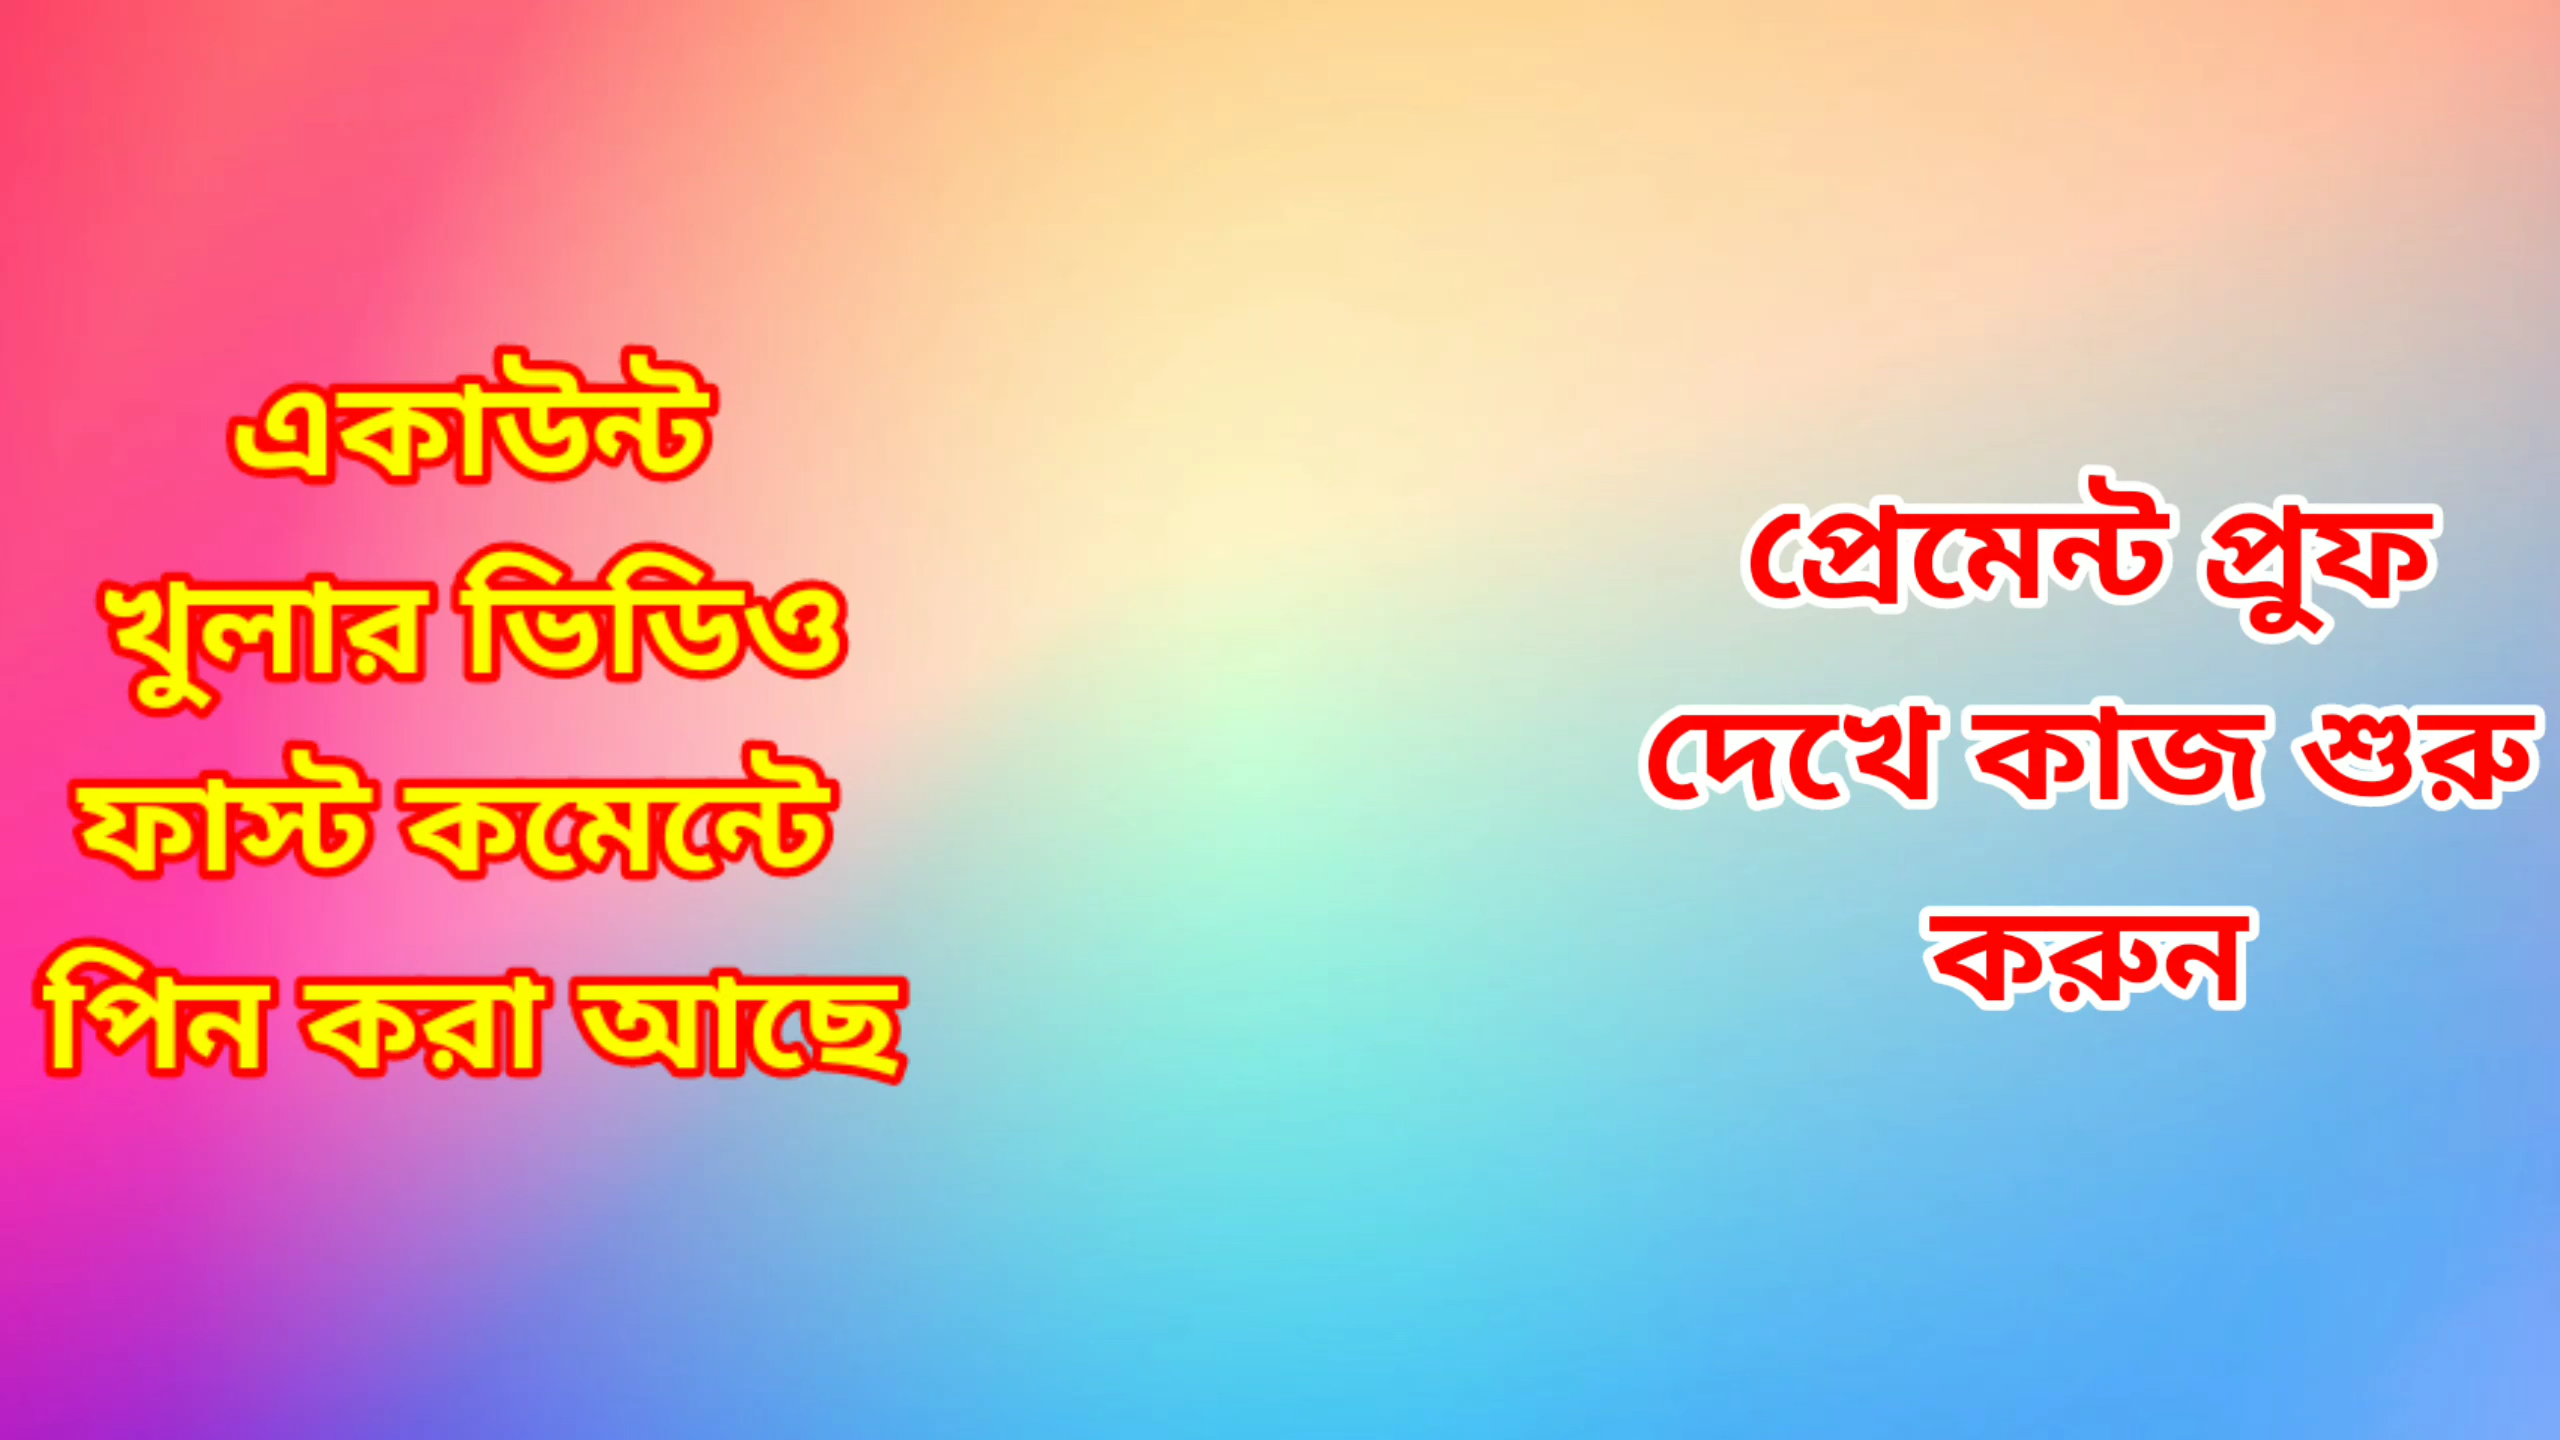 একাউন্ট
খুলার ভিডিও
ফাস্ট কমেন্টে
পিন করা আছে
প্রেমেন্ট প্রুফ
দেখে কাজ শুরু
করুন